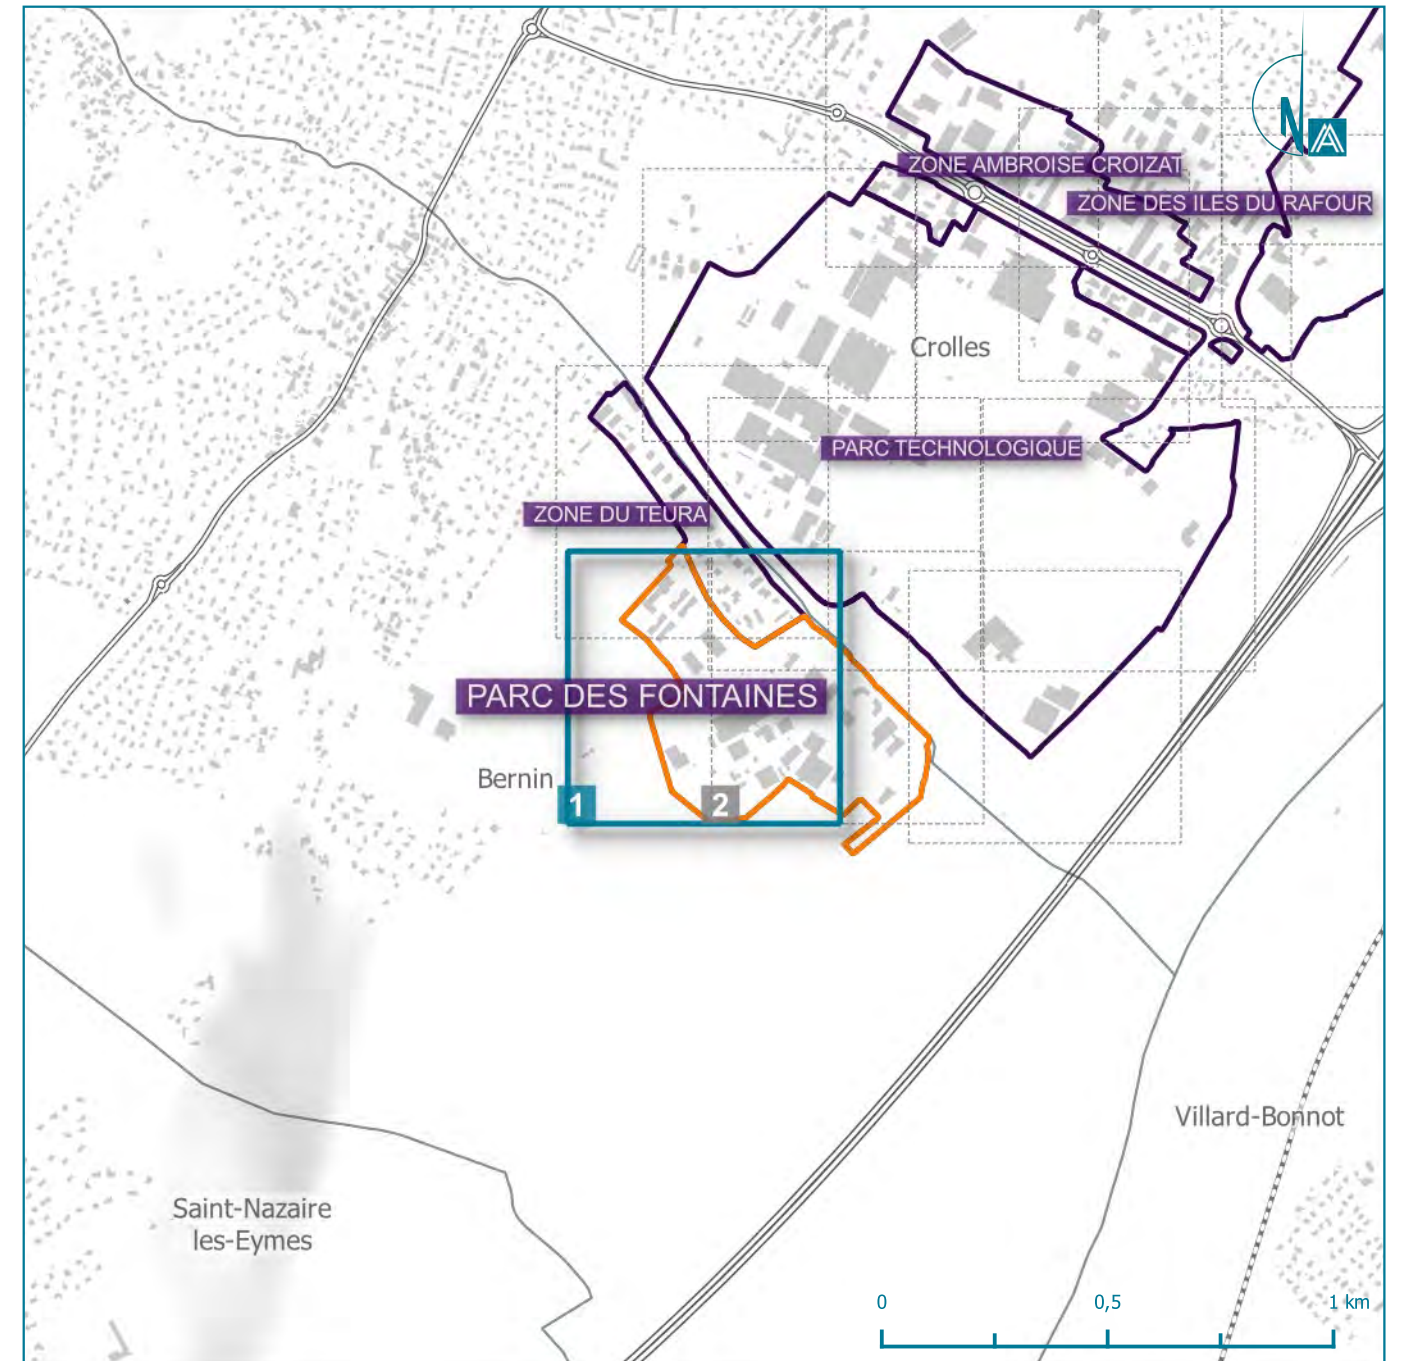 N
ZONE AMBROISE CROIZAT
ZONE DES ILES DU RAFOUR
Crolles
PARC TECHNOLOGIQUE
ZONE DU TEURA
PARC DES FONTAINES
Bernin
1
2
Villard-Bonnot
Saint-Nazaire
les-Eymes
0 0,5 1 km